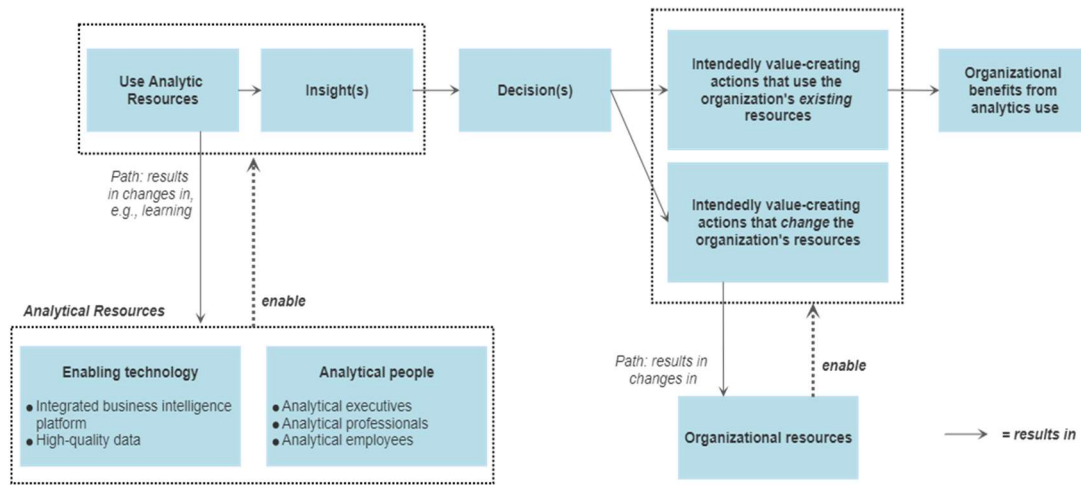 Use Analytic
Resources
Insight(s)
Decision(s)
Intendedly value-creating
actions that use the
organization's existing
resources
Organizational
benefits from
analytics use
Path: results
in changes in,
e.g., learning
Intendedly value-creating
actions that change the
organization's resources
enable
Analytical Resources
Enabling technology
● Integrated business intelligence
platform
● High-quality data
Analytical people
● Analytical executives
● Analytical professionals
● Analytical employees
Path: results in
changes in
enable
Organizational resources
= results in